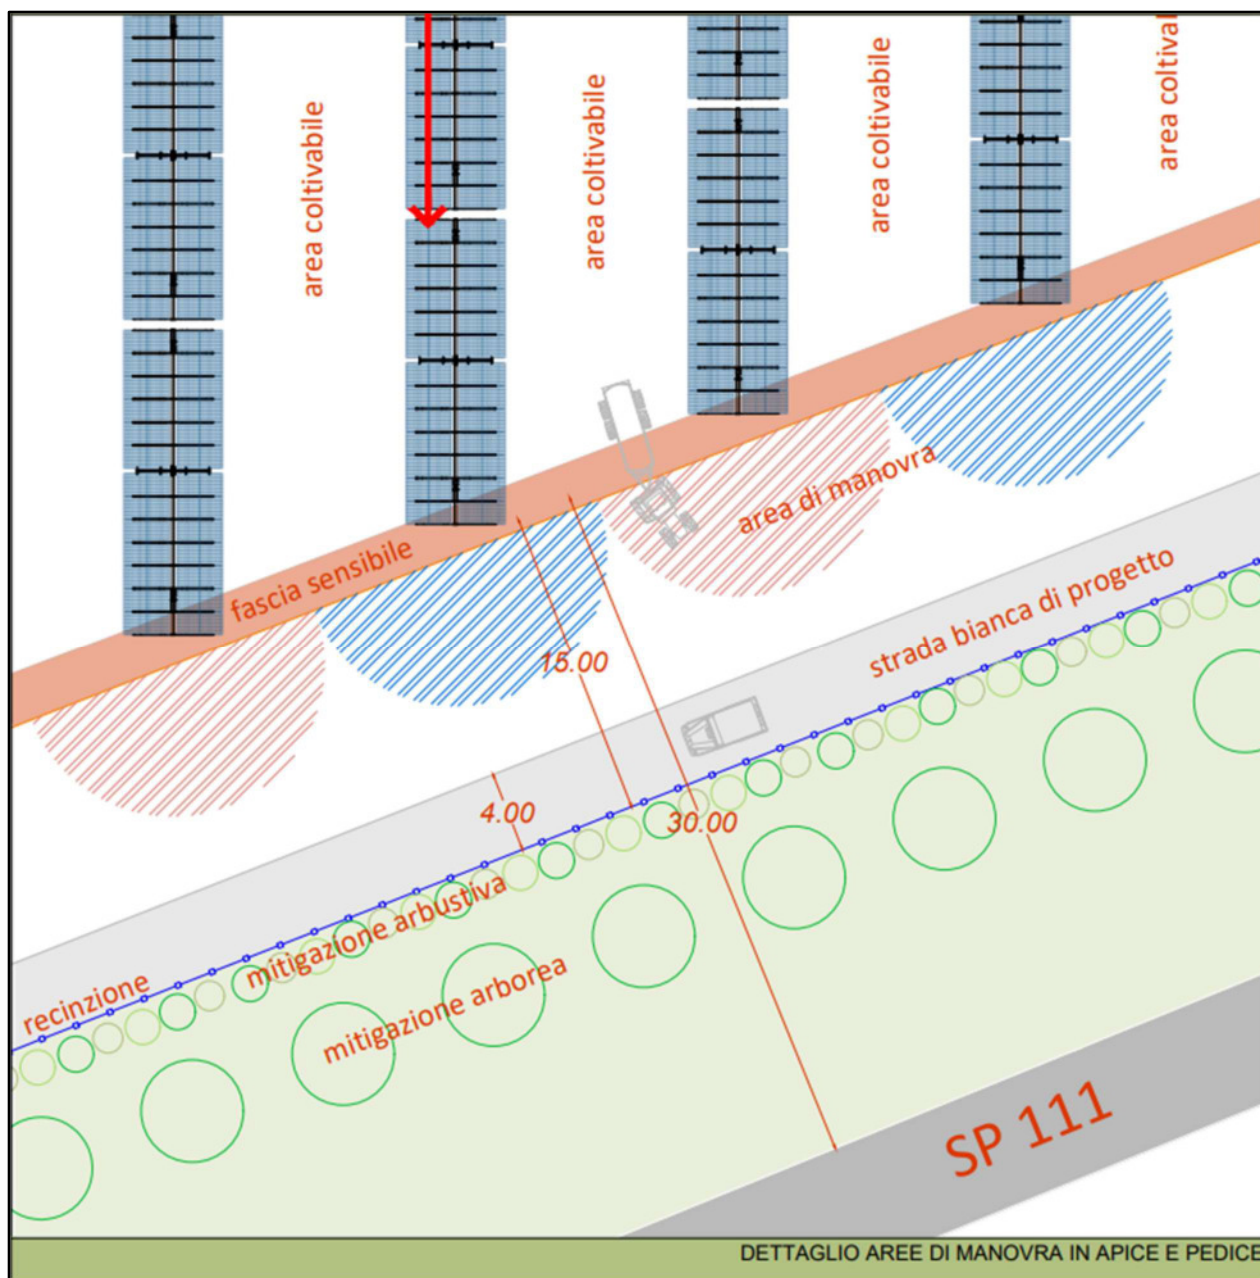 area coltivabile
area coltivabile
area coltivabile
area coltival
area di manovra
fascia sensibile
strada bianca di progetto
15.00
4.00
30.00
mitigazione arbustiva
recinzione
mitigazione arborea
SP 111
DETTAGLIO AREE DI MANOVRA IN APICE E PEDICE